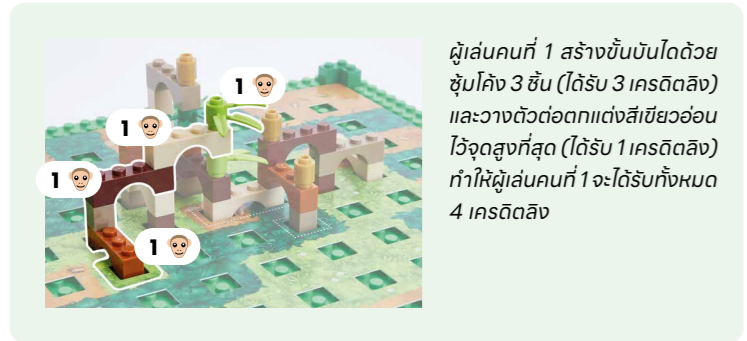 1
1
1
1
ผู้เล่นคนที่ 1 สร้างขั้นบันไดด้วย
ซุ้มโค้ง 3 ชิ้น (ได้รับ 3 เครดิตลิง)
และวางตัวต่อตกแต่งสีเขียวอ่อน
ไว้จุดสูงที่สุด (ได้รับ 1 เครดิตลิง)
ทำให้ผู้เล่นคนที่ 1 จะได้รับทั้งหมด
4 เครดิตลิง